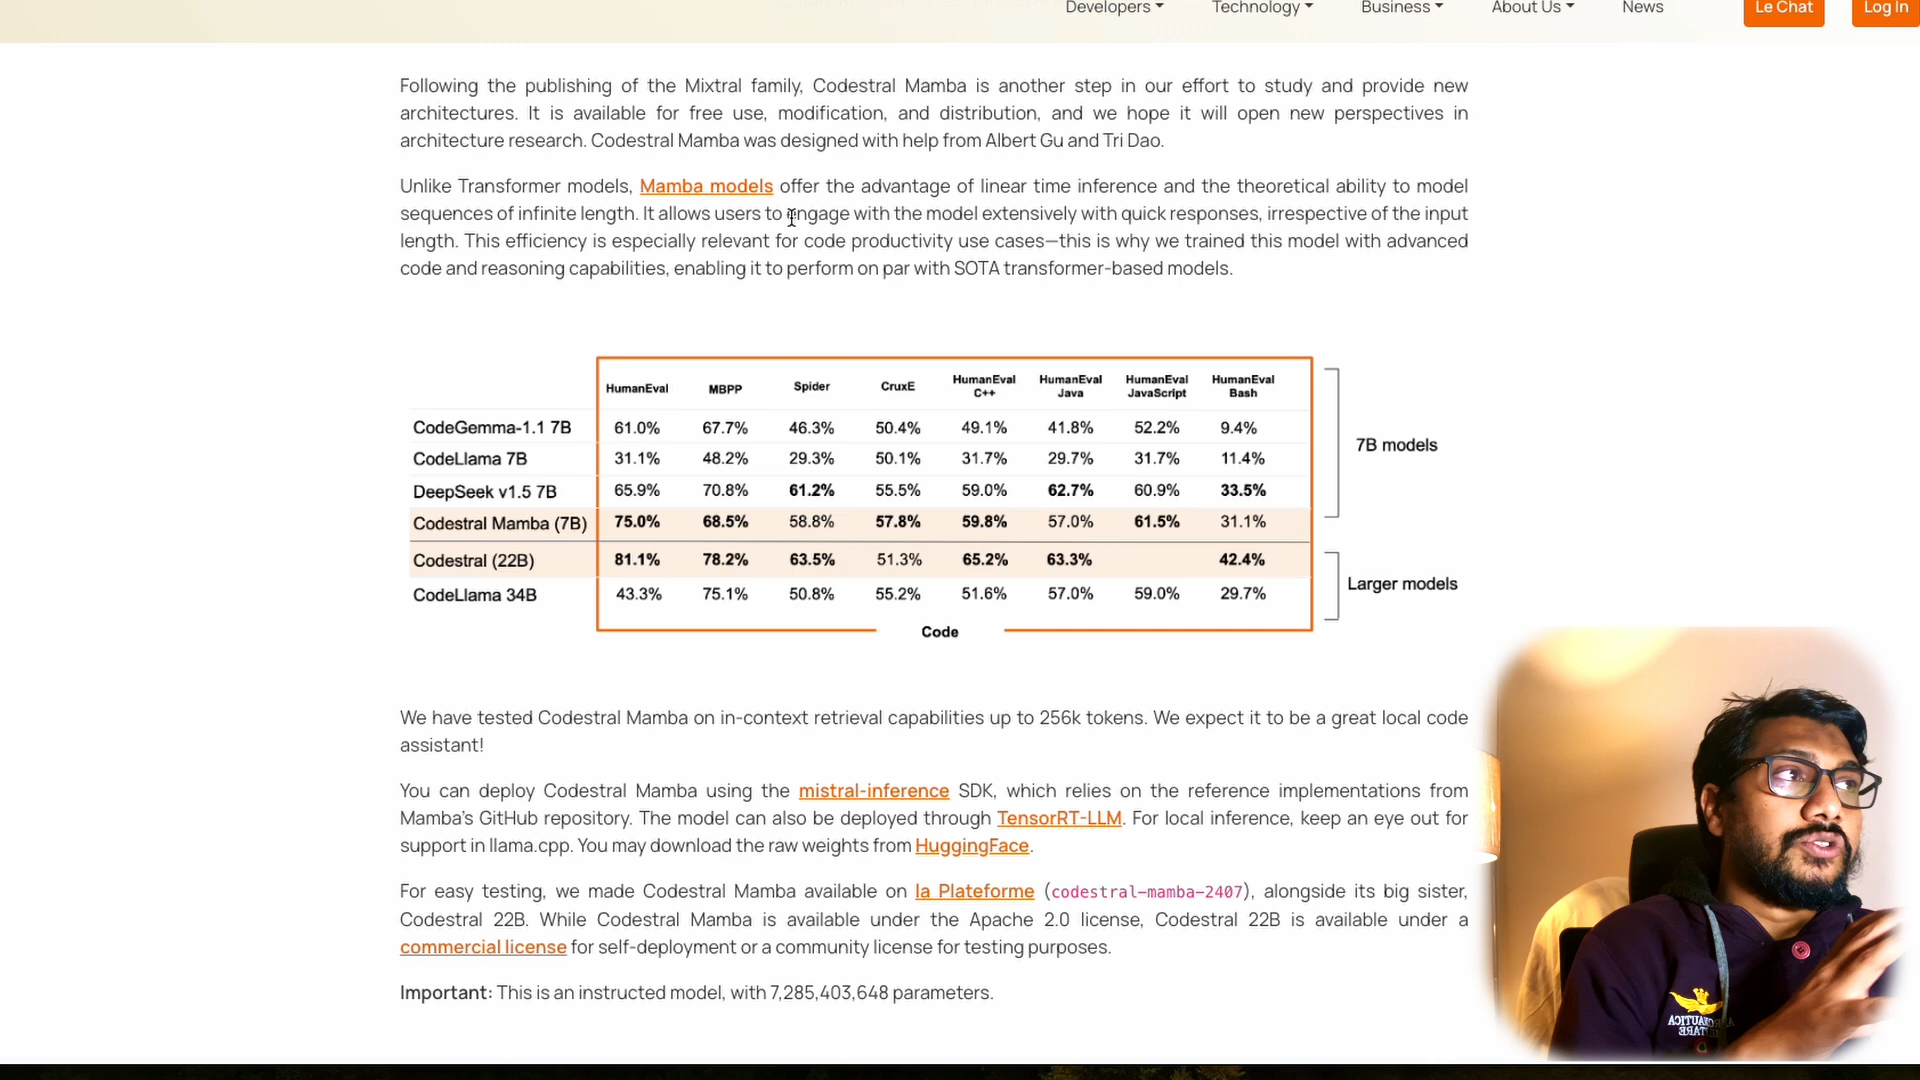 Developers Technology Business About Us News Le Chat Log In
Following the publishing of the Mixtral family, Codestral Mamba is another step in our effort to study and provide new
architectures. It is available for free use, modification, and distribution, and we hope it will open new perspectives in
architecture research. Codestral Mamba was designed with help from Albert Gu and Tri Dao.
Unlike Transformer models, Mamba models offer the advantage of linear time inference and the theoretical ability to model
sequences of infinite length. It allows users to engage with the model extensively with quick responses, irrespective of the input
length. This efficiency is especially relevant for code productivity use cases—this is why we trained this model with advanced
code and reasoning capabilities, enabling it to perform on par with SOTA transformer-based models.
HumanEval MBPP Spider CruxE HumanEval C++ HumanEval Java HumanEval JavaScript HumanEval Bash
CodeGemma-1.1 7B 61.0% 67.7% 46.3% 50.4% 49.1% 41.8% 52.2% 9.4%
7B models
CodeLlama 7B 31.1% 48.2% 29.3% 50.1% 31.7% 29.7% 31.7% 11.4%
DeepSeek v1.5 7B 65.9% 70.8% 61.2% 55.5% 59.0% 62.7% 60.9% 33.5%
Codestral Mamba (7B) 75.0% 68.5% 58.8% 57.8% 59.8% 57.0% 61.5% 31.1%
Codestral (22B) 81.1% 78.2% 63.5% 51.3% 65.2% 63.3% 42.4%
Larger models
CodeLlama 34B 43.3% 75.1% 50.8% 55.2% 51.6% 57.0% 59.0% 29.7%
Code
We have tested Codestral Mamba on in-context retrieval capabilities up to 256k tokens. We expect it to be a great local code
assistant!
You can deploy Codestral Mamba using the mistral-inference SDK, which relies on the reference implementations from
Mamba's GitHub repository. The model can also be deployed through TensorRT-LLM. For local inference, keep an eye out for
support in llama.cpp. You may download the raw weights from HuggingFace.
For easy testing, we made Codestral Mamba available on la Plateforme (codestral-mamba-2407), alongside its big sister,
Codestral 22B. While Codestral Mamba is available under the Apache 2.0 license, Codestral 22B is available under a
commercial license for self-deployment or a community license for testing purposes.
Important: This is an instructed model, with 7,285,403,648 parameters.